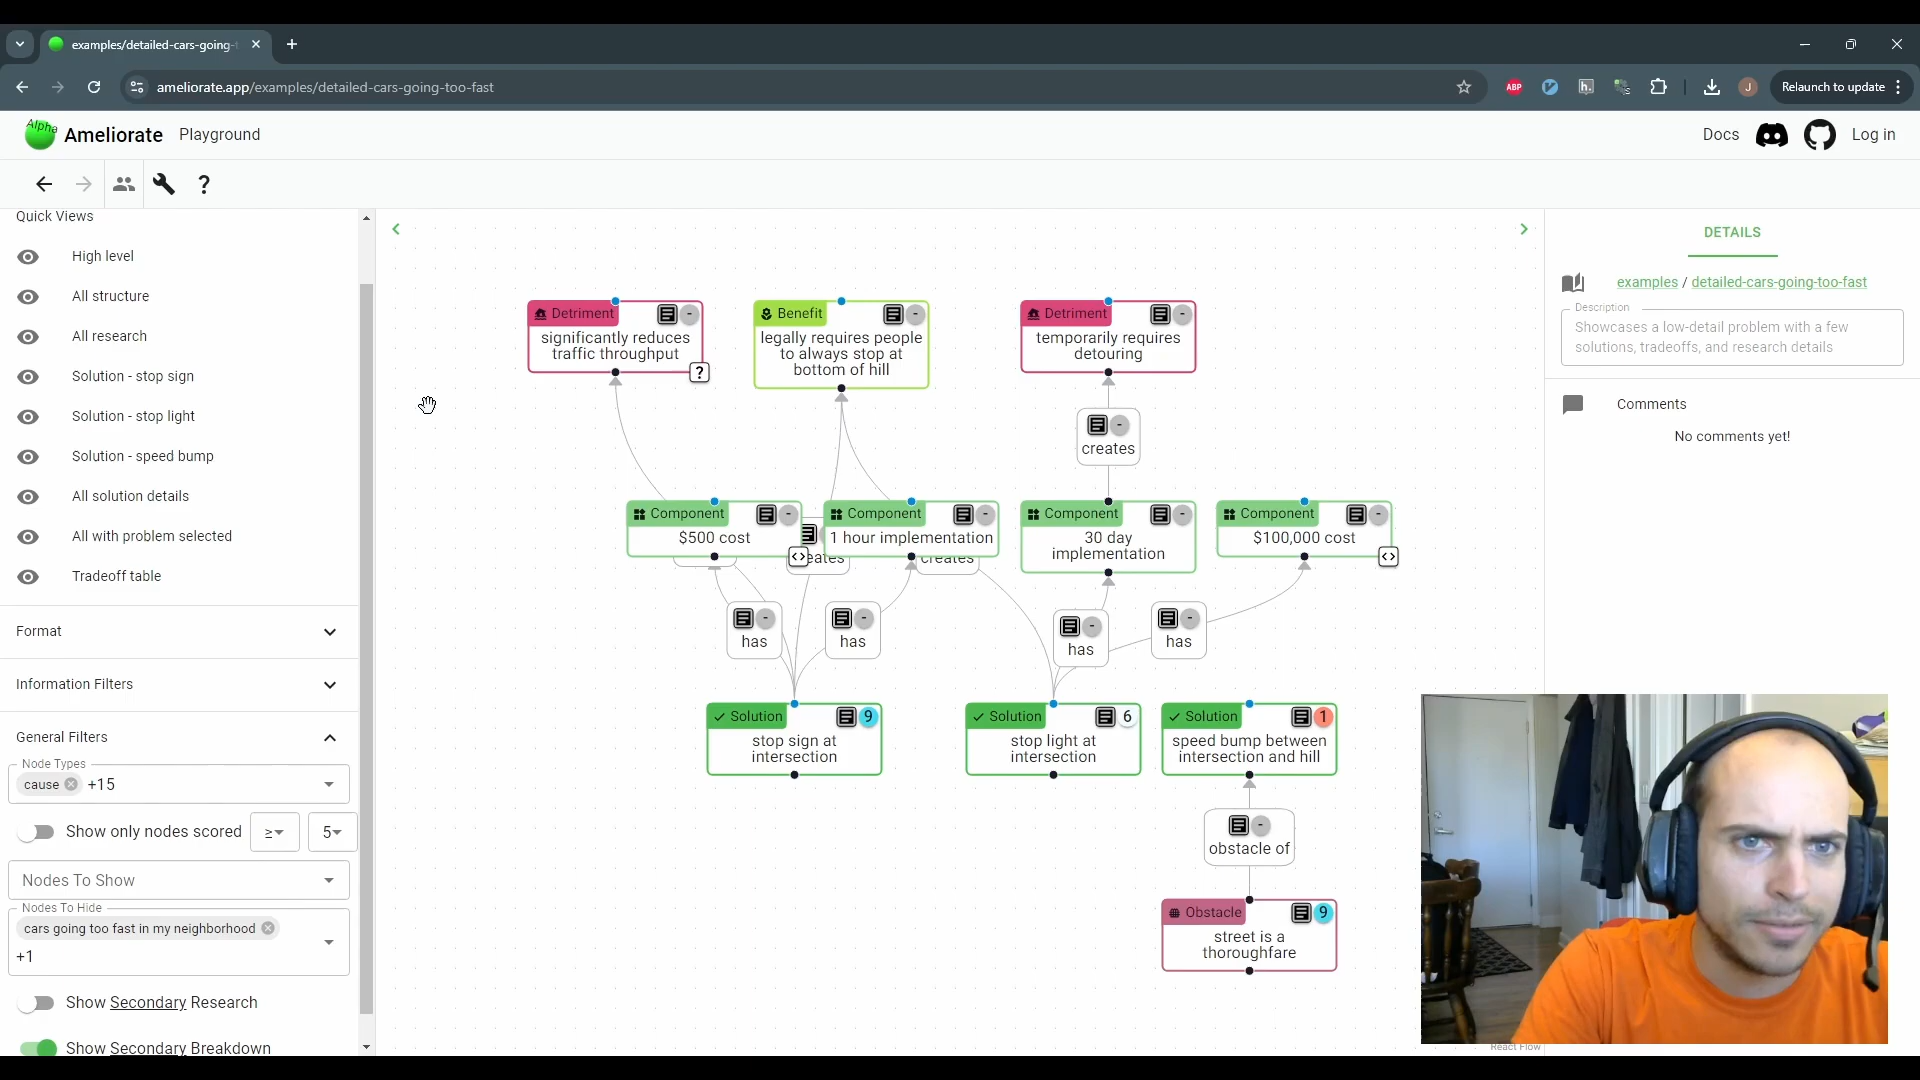 examples/detailed-cars-going-
ameliorate.app/examples/detailed-cars-going-too-fast
ABP
h.
J
Relaunch to update
Alpha
Ameliorate
Playground
Docs
Log in
?
Quick Views
High level
All structure
All research
Solution - stop sign
Solution - stop light
Solution - speed bump
All solution details
All with problem selected
Tradeoff table
Format
Information Filters
General Filters
Node Types
cause
+15
Show only nodes scored
≥
5
Nodes To Show
Nodes To Hide
cars going too fast in my neighborhood
+1
Show Secondary Research
Show Secondary Breakdown
Detriment
-
significantly reduces
traffic throughput
?
Benefit
-
legally requires people
to always stop at
bottom of hill
Detriment
-
temporarily requires
detouring
-
creates
Component
-
$500 cost
<>
eates
Component
-
1 hour implementation
creates
Component
-
30 day
implementation
Component
-
$100,000 cost
<>
-
has
-
has
-
has
-
has
Solution
9
stop sign at
intersection
Solution
6
stop light at
intersection
Solution
1
speed bump between
intersection and hill
-
obstacle of
Obstacle
9
street is a
thoroughfare
DETAILS
examples / detailed-cars-going-too-fast
Description
Showcases a low-detail problem with a few
solutions, tradeoffs, and research details
Comments
No comments yet!
React Flow